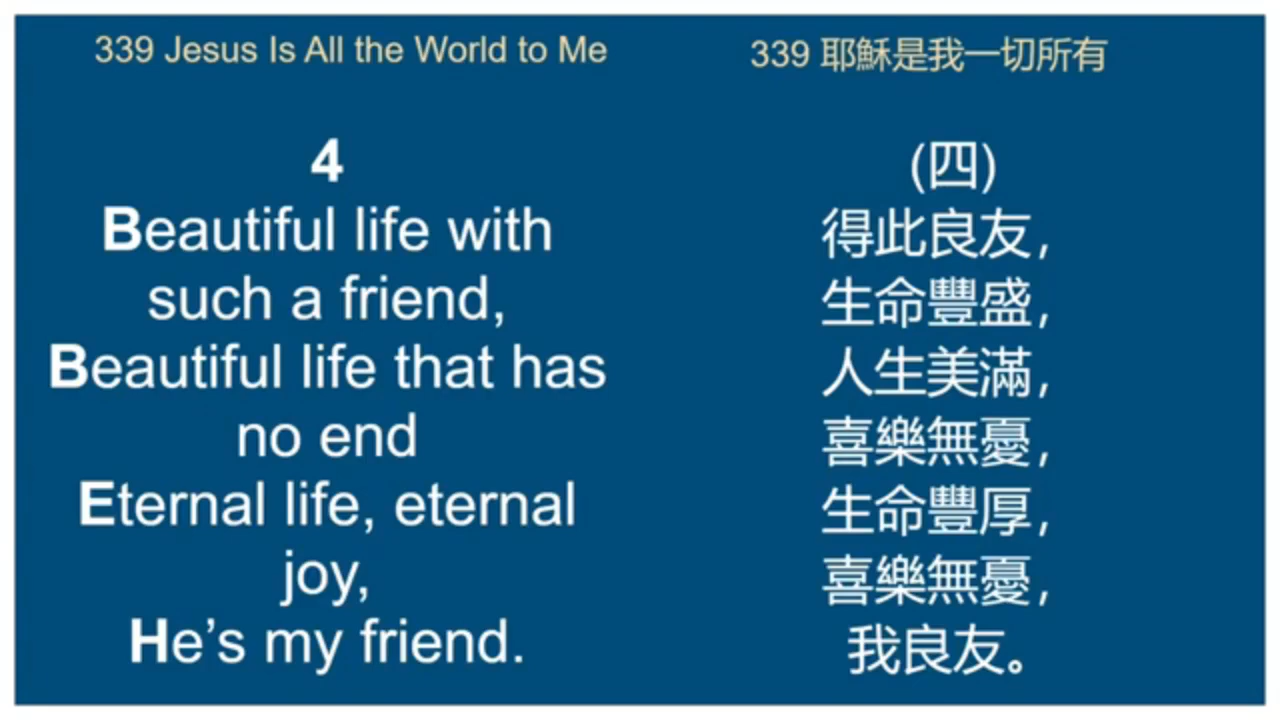 339 Jesus Is All the World to Me
4
Beautiful life with
such a friend,
Beautiful life that has
no end
Eternal life, eternal
joy,
He’s my friend.
339 耶穌是我一切所有
(四)
得此良友,
生命豐盛,
人生美滿,
喜樂無憂,
生命豐厚,
喜樂無憂,
我良友。